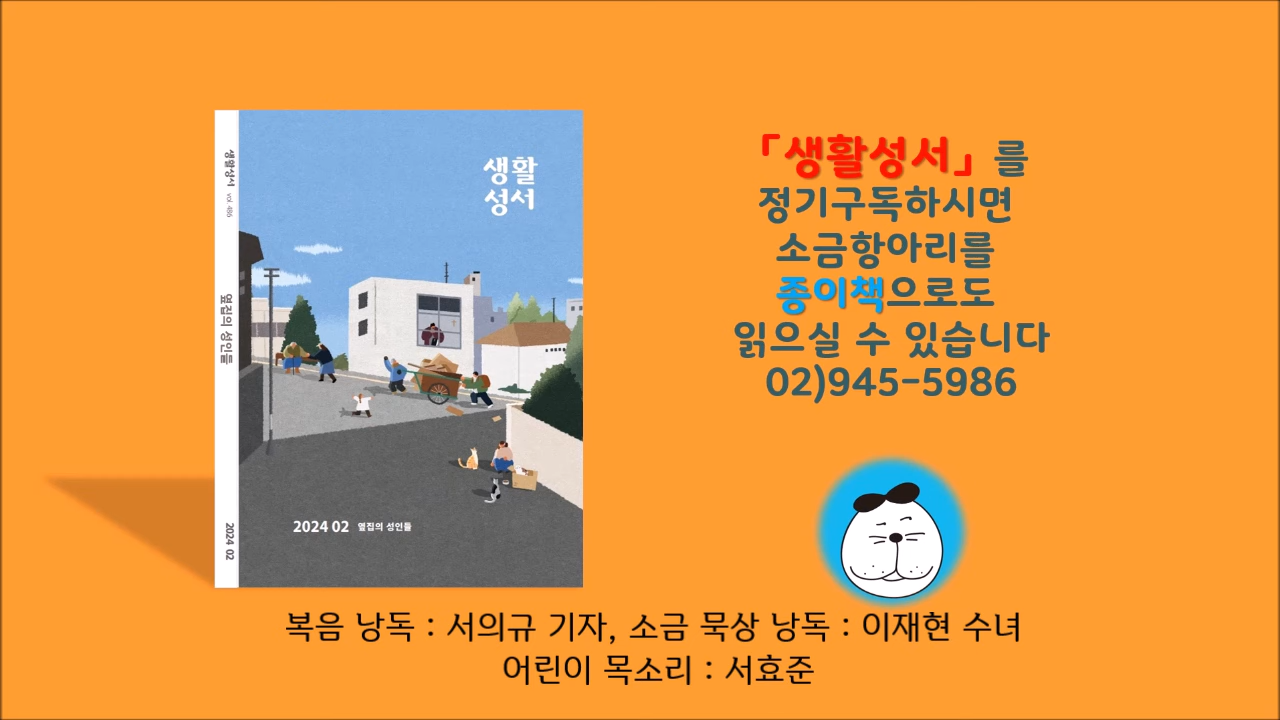 생활성서 vol. 486
옆집의 성인들
2024 02
생활
성서
2024 02 옆집의 성인들
「생활성서」를
정기구독하시면
소금항아리를
종이책으로도
읽으실 수 있습니다
02)945-5986
복음 낭독 : 서의규 기자, 소금 묵상 낭독 : 이재현 수녀
어린이 목소리 : 서효준